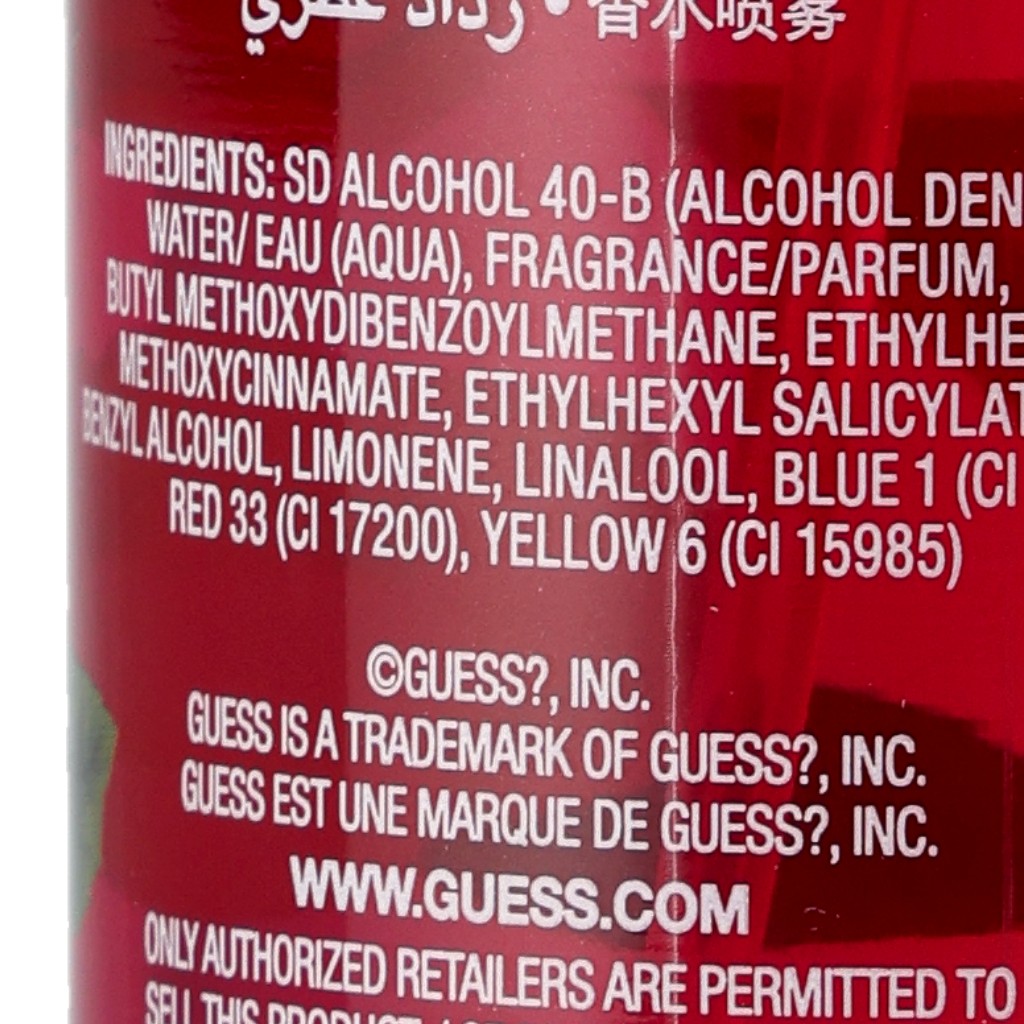 رذاذ عطري • 香水喷雾
INGREDIENTS: SD ALCOHOL 40-B (ALCOHOL DEN
WATER/ EAU (AQUA), FRAGRANCE/PARFUM,
BUTYL METHOXYDIBENZOYLMETHANE, ETHYLHE
METHOXYCINNAMATE, ETHYLHEXYL SALICYLAT
BENZYL ALCOHOL, LIMONENE, LINALOOL, BLUE 1 (CI
RED 33 (CI 17200), YELLOW 6 (CI 15985)
©GUESS?, INC.
GUESS IS A TRADEMARK OF GUESS?, INC.
GUESS EST UNE MARQUE DE GUESS?, INC.
WWW.GUESS.COM
ONLY AUTHORIZED RETAILERS ARE PERMITTED TO
SELL THIS PRODUCT